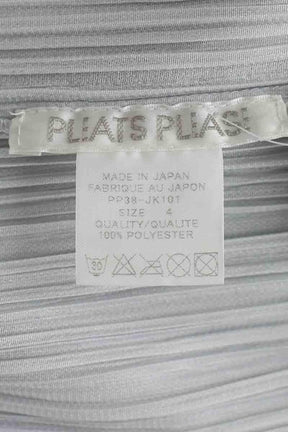 PLEATS PLEASE
MADE IN JAPAN
FABRIQUE AU JAPON
PP38-JK101
SIZE 4
QUALITY/QUALITE
100% POLYESTER
30